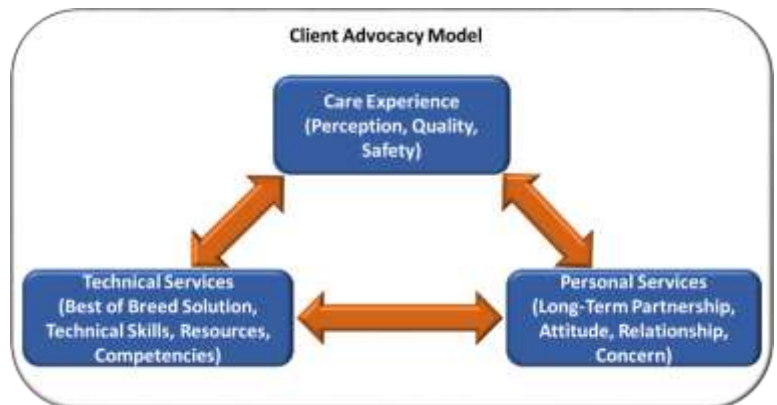 Client Advocacy Model
Care Experience
(Perception, Quality,
Safety)
Technical Services
(Best of Breed Solution,
Technical Skills, Resources,
Competencies)
Personal Services
(Long-Term Partnership,
Attitude, Relationship,
Concern)